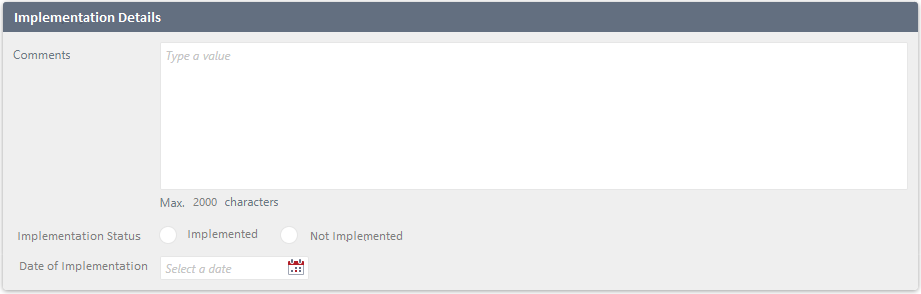 Implementation Details
Comments
Type a value
Max. 2000 characters
Implementation Status Implemented Not Implemented
Date of Implementation Select a date